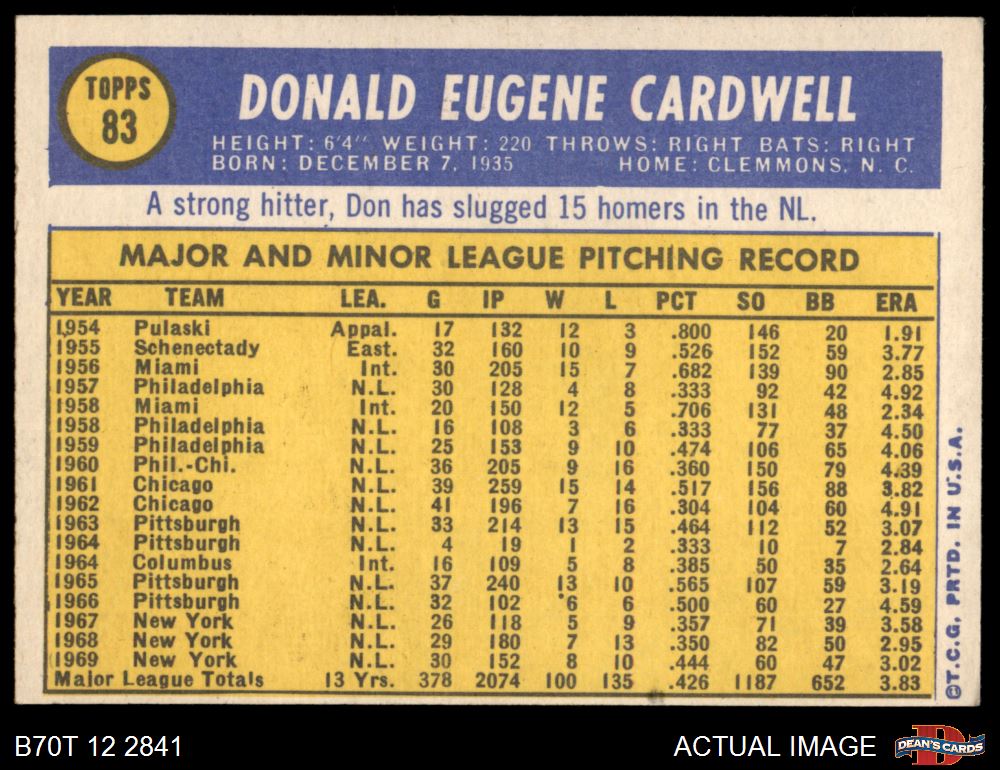 TOPPS
83
DONALD EUGENE CARDWELL
HEIGHT: 6'4" WEIGHT: 220 THROWS: RIGHT BATS: RIGHT
BORN: DECEMBER 7, 1935 HOME: CLEMMONS, N. C.
A strong hitter, Don has slugged 15 homers in the NL.
MAJOR AND MINOR LEAGUE PITCHING RECORD
YEAR TEAM LEA. G IP W L PCT SO BB ERA
1954 Pulaski Appal. 17 132 12 3 .800 146 20 1.91
1955 Schenectady East. 32 160 10 9 .526 152 59 3.77
1956 Miami Int. 30 205 15 7 .682 139 90 2.85
1957 Philadelphia N.L. 30 128 4 8 .333 92 42 4.92
1958 Miami Int. 20 150 12 5 .706 131 48 2.34
1958 Philadelphia N.L. 16 108 3 6 .333 77 37 4.50
1959 Philadelphia N.L. 25 153 9 10 .474 106 65 4.06
1960 Phil.-Chi. N.L. 36 205 9 16 .360 150 79 4.39
1961 Chicago N.L. 39 259 15 14 .517 156 88 3.82
1962 Chicago N.L. 41 196 7 16 .304 104 60 4.91
1963 Pittsburgh N.L. 33 214 13 15 .464 112 52 3.07
1964 Pittsburgh N.L. 4 19 1 2 .333 10 7 2.84
1964 Columbus Int. 16 109 5 8 .385 50 35 2.64
1965 Pittsburgh N.L. 37 240 13 10 .565 107 59 3.19
1966 Pittsburgh N.L. 32 102 6 6 .500 60 27 4.59
1967 New York N.L. 26 118 5 9 .357 71 39 3.58
1968 New York N.L. 29 180 7 13 .350 82 50 2.95
1969 New York N.L. 30 152 8 10 .444 60 47 3.02
Major League Totals 13 Yrs. 378 2074 100 135 .426 1187 652 3.83
©T.C.G. PRTD. IN U.S.A.
B70T 12 2841 ACTUAL IMAGE
DEAN'S CARDS